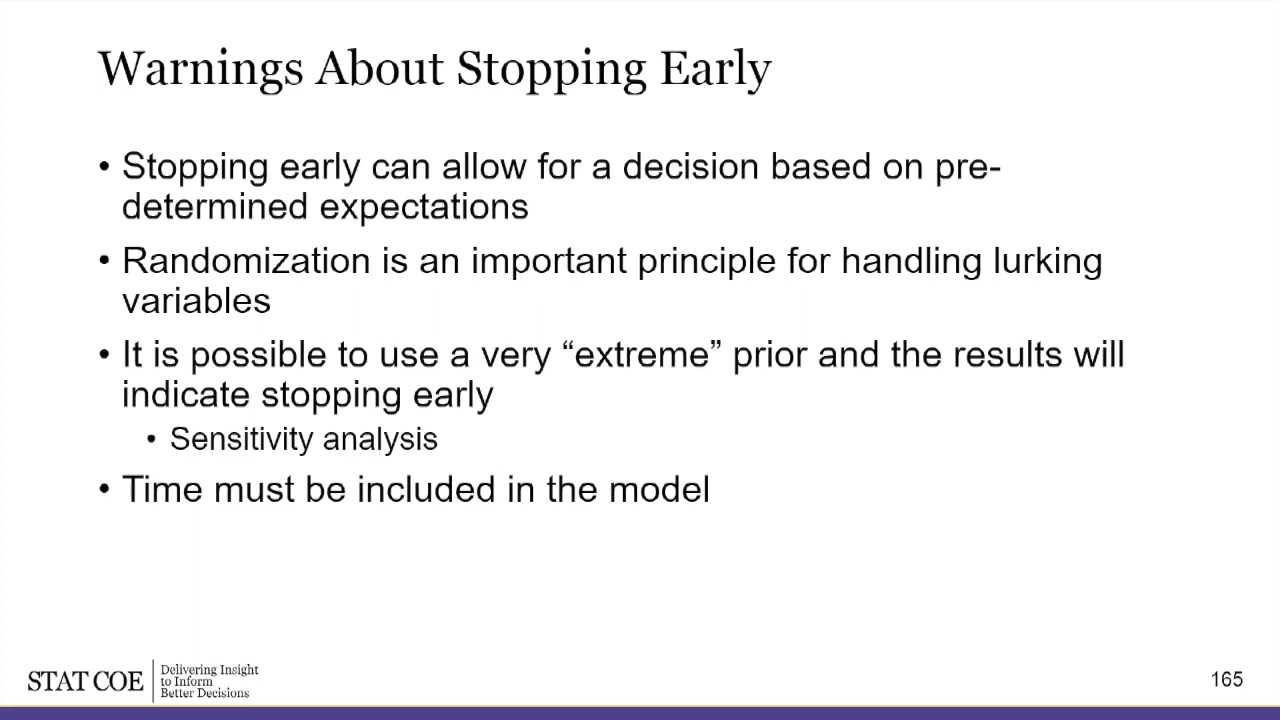 Warnings About Stopping Early
• Stopping early can allow for a decision based on pre-
determined expectations
• Randomization is an important principle for handling lurking
variables
• It is possible to use a very “extreme” prior and the results will
indicate stopping early
• Sensitivity analysis
• Time must be included in the model
STAT COE
Delivering Insight
to Inform
Better Decisions
165